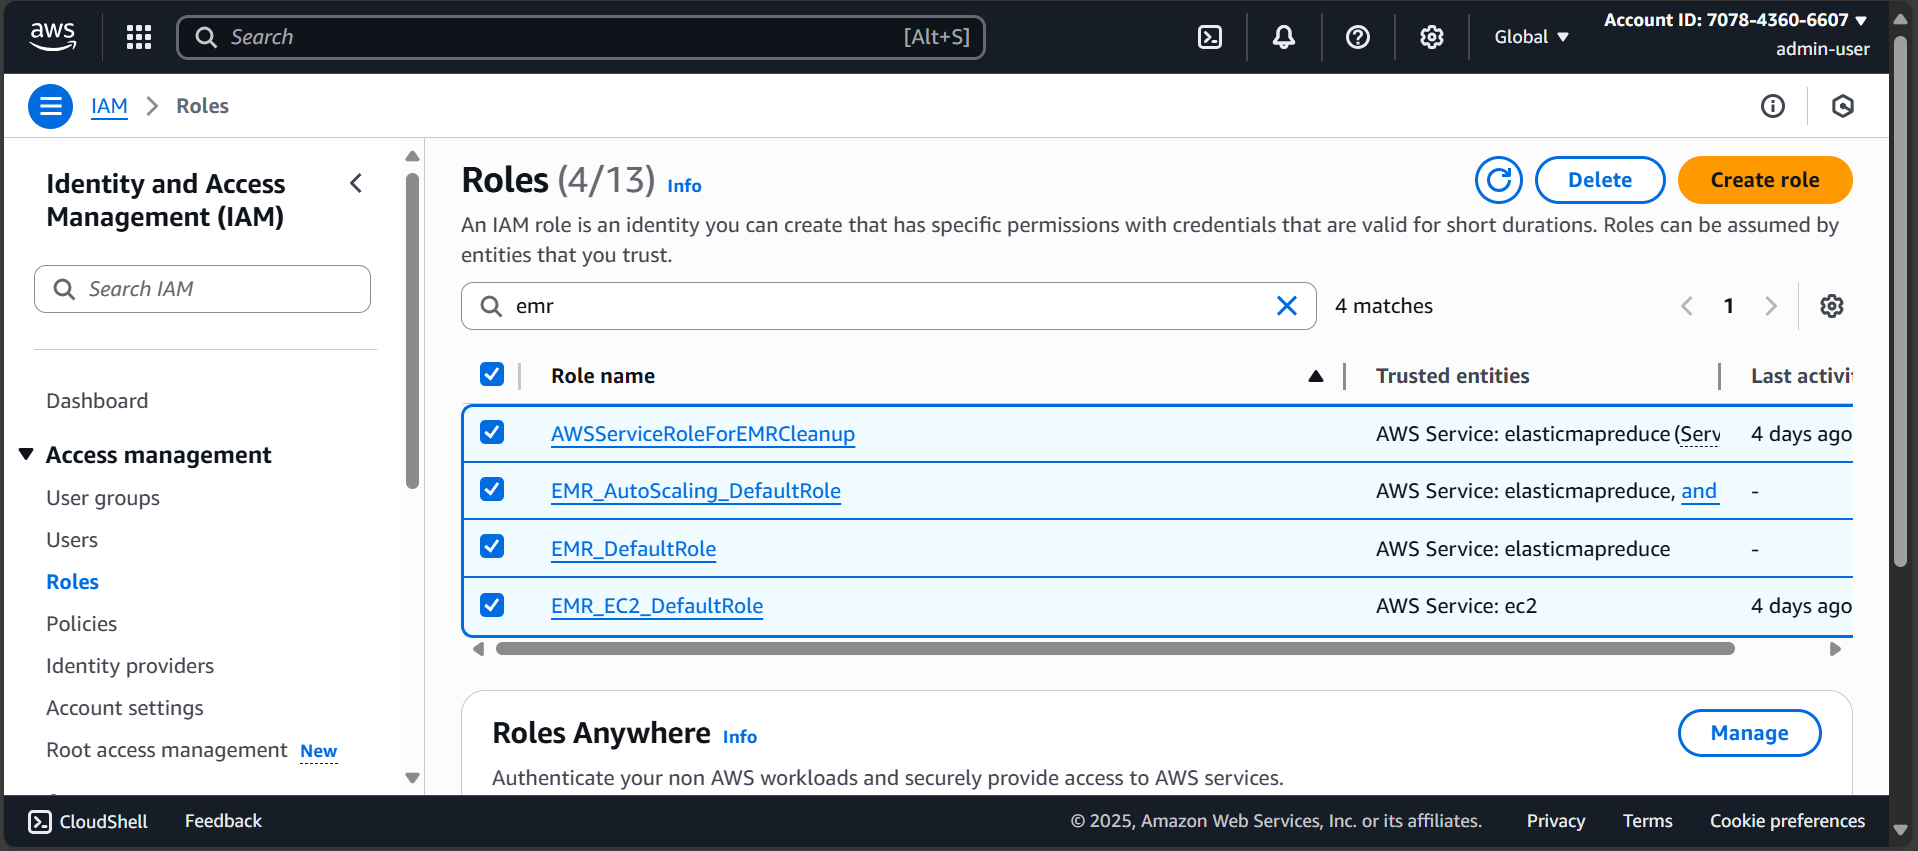 aws
Search
[Alt+S]
Global
Account ID: 7078-4360-6607
admin-user
IAM
Roles
Identity and Access
Management (IAM)
Search IAM
Dashboard
Access management
User groups
Users
Roles
Policies
Identity providers
Account settings
Root access management New
Roles (4/13) Info
Delete
Create role
An IAM role is an identity you can create that has specific permissions with credentials that are valid for short durations. Roles can be assumed by
entities that you trust.
emr
4 matches
1
Role name Trusted entities Last activi
AWSServiceRoleForEMRCleanup AWS Service: elasticmapreduce (Serv 4 days ago
EMR_AutoScaling_DefaultRole AWS Service: elasticmapreduce, and -
EMR_DefaultRole AWS Service: elasticmapreduce -
EMR_EC2_DefaultRole AWS Service: ec2 4 days ago
Roles Anywhere Info
Manage
Authenticate your non AWS workloads and securely provide access to AWS services.
CloudShell
Feedback
© 2025, Amazon Web Services, Inc. or its affiliates.
Privacy
Terms
Cookie preferences